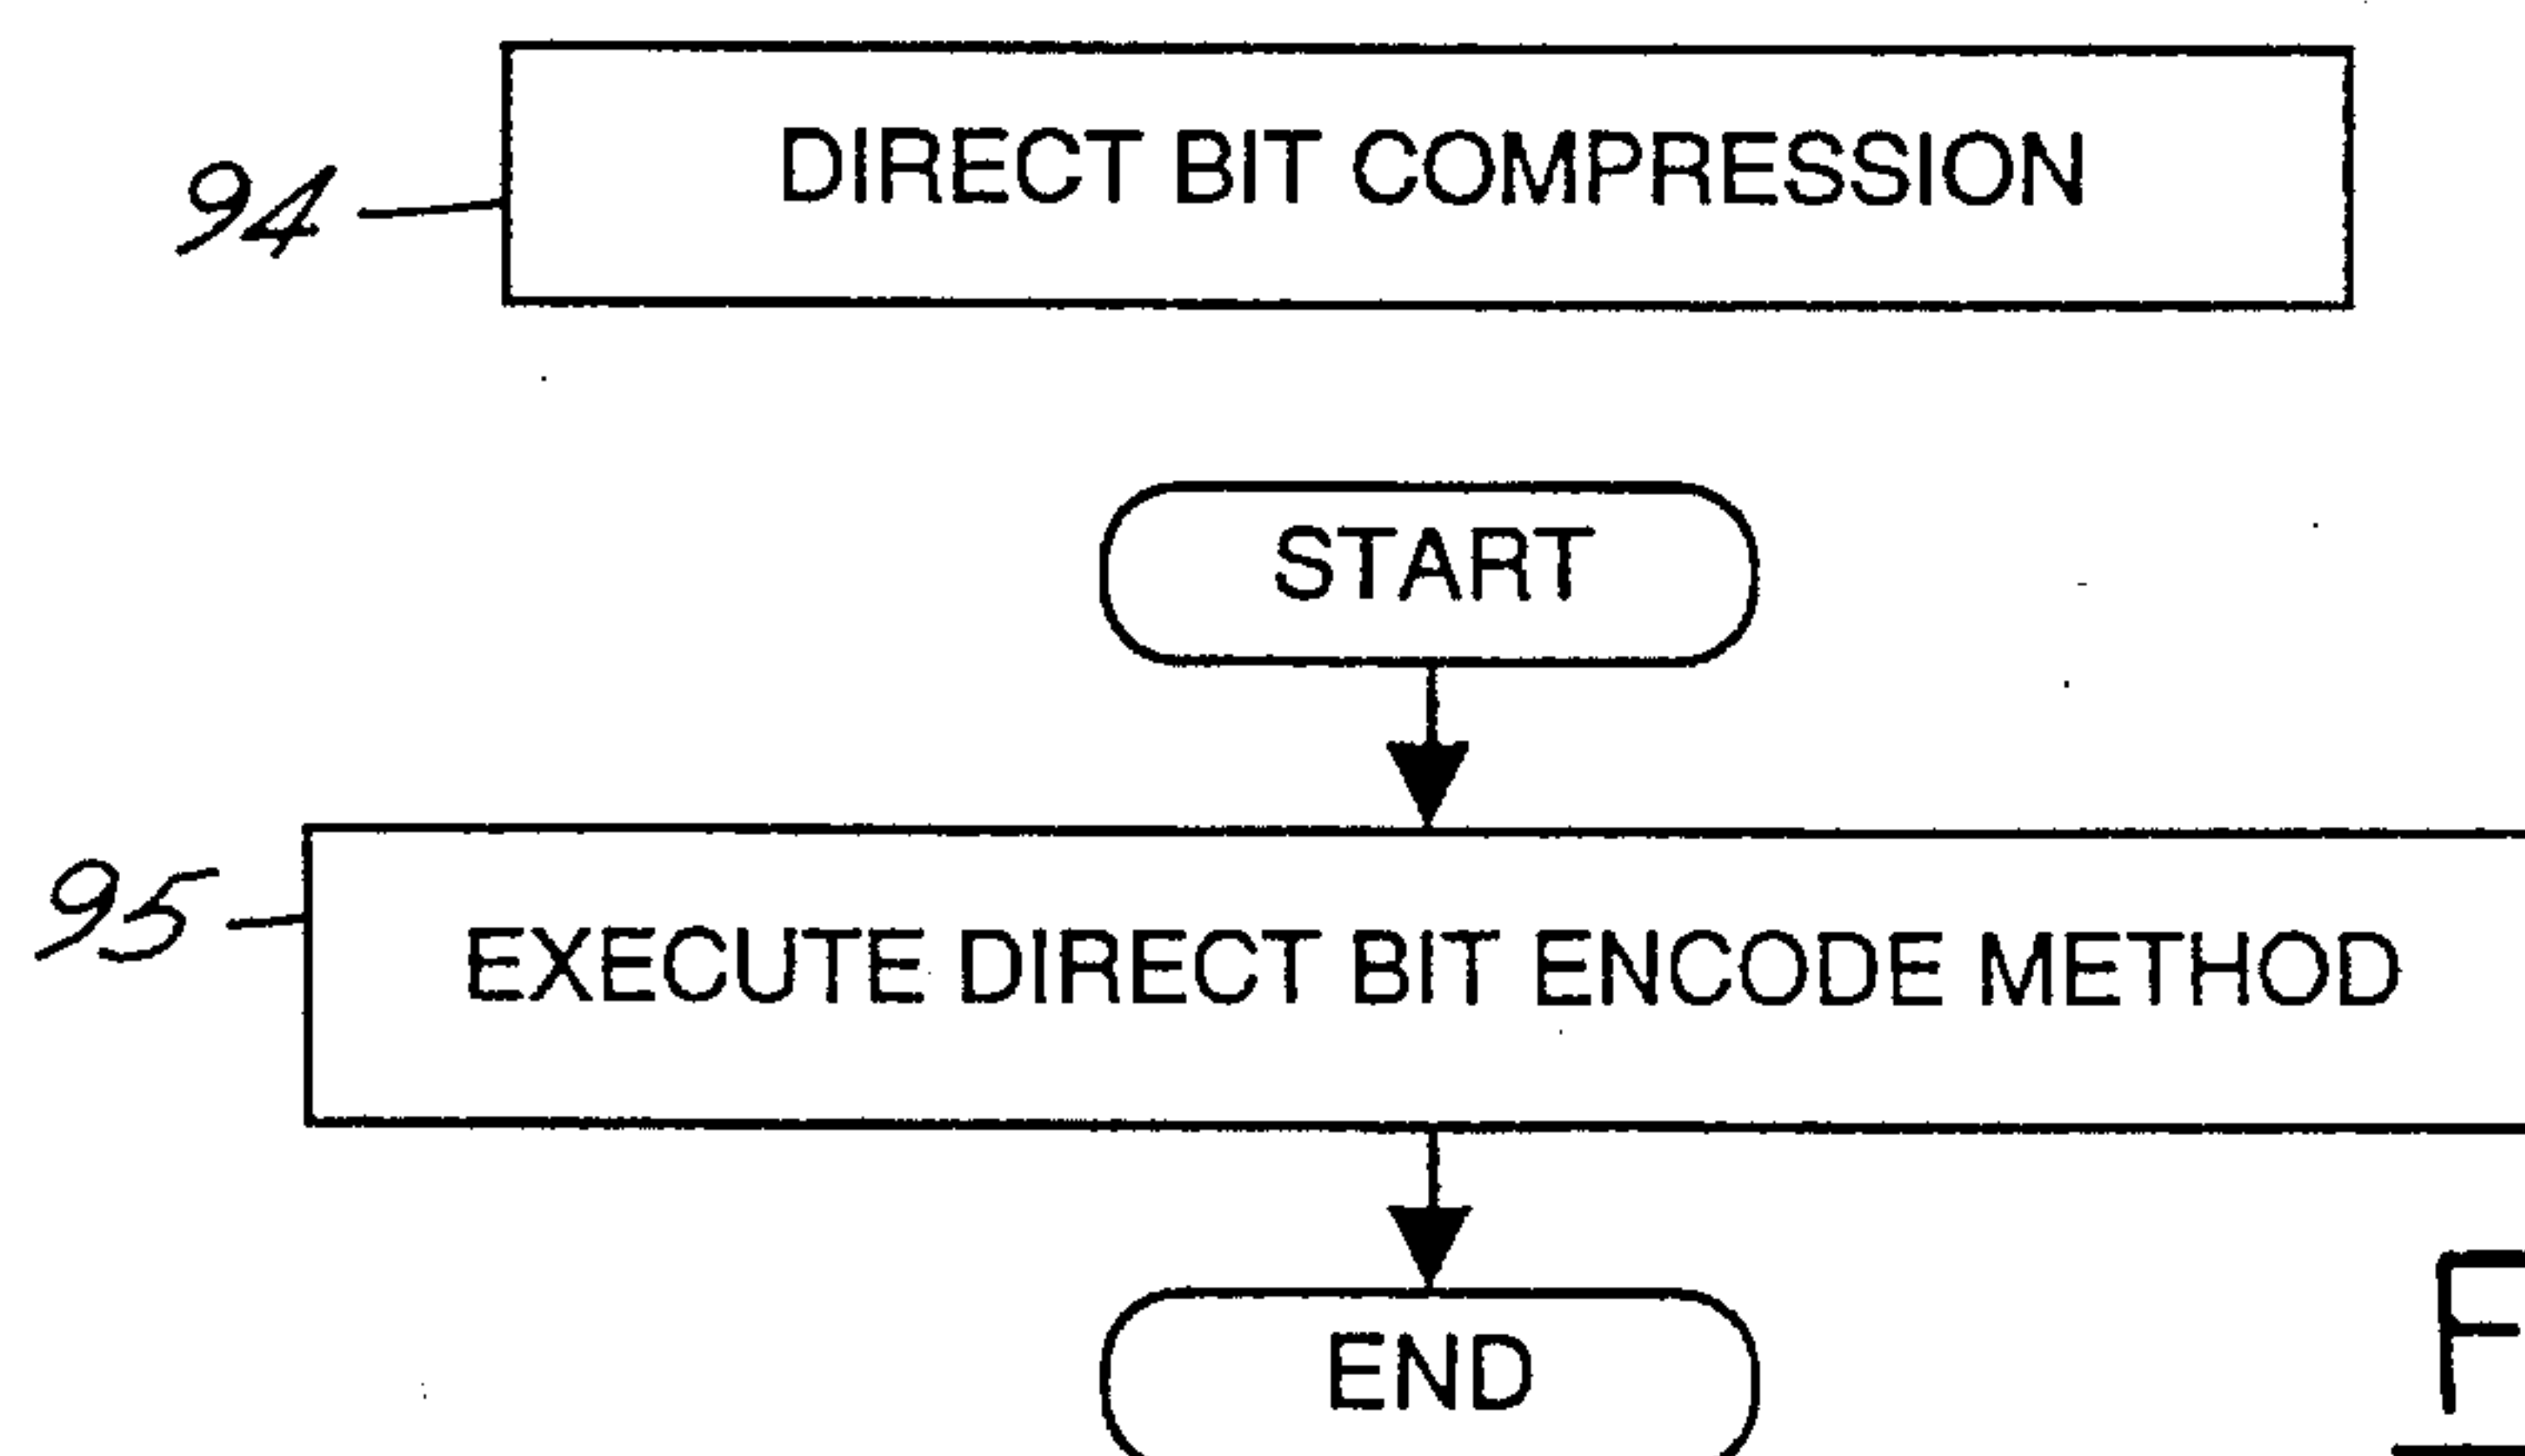 94
DIRECT BIT COMPRESSION
START
95
EXECUTE DIRECT BIT ENCODE METHOD
END
F